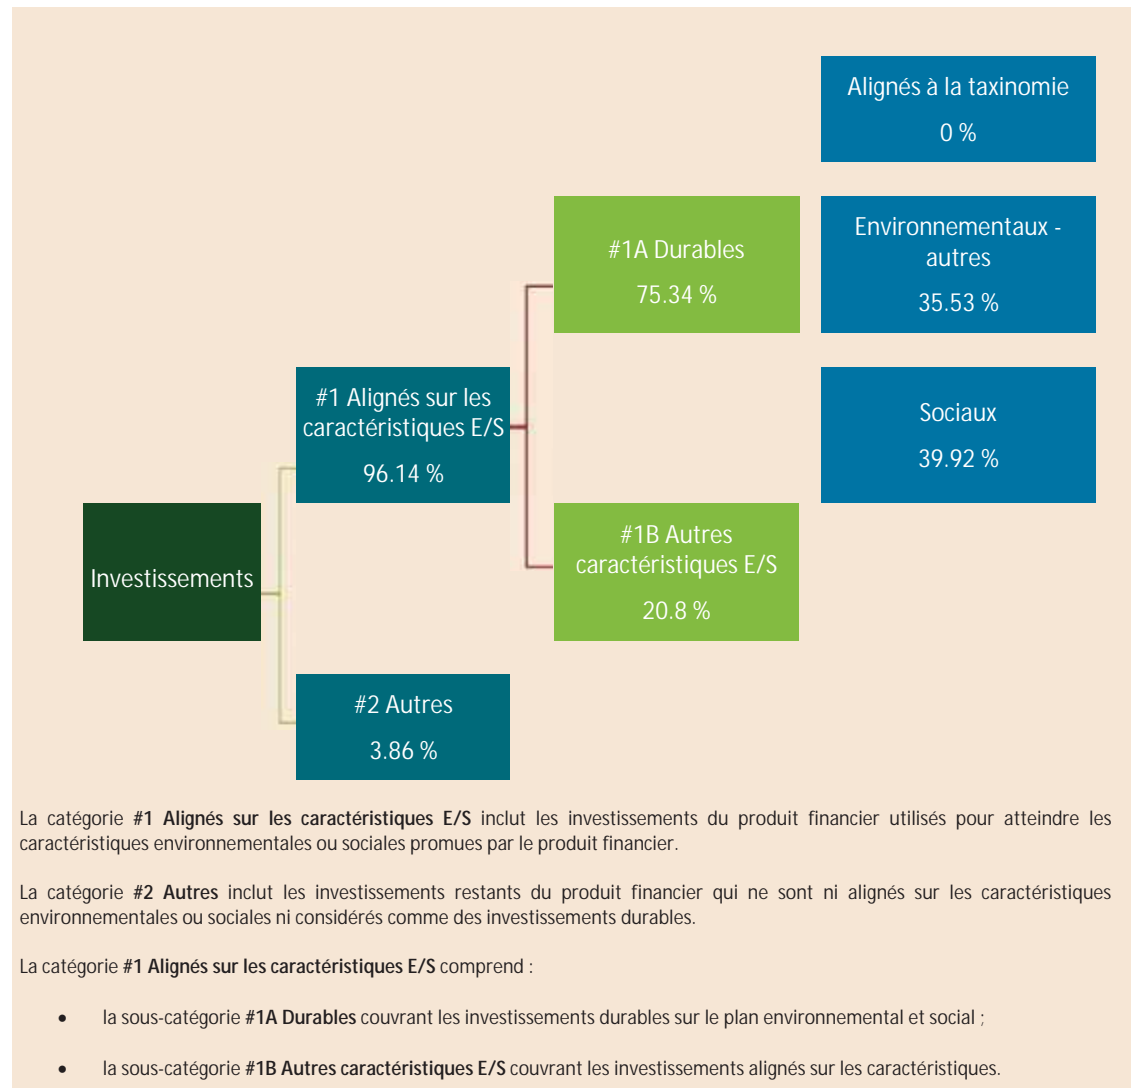 Alignés à la taxinomie
0 %
#1A Durables
75.34 %
Environnementaux -
autres
35.53 %
#1 Alignés sur les
caractéristiques E/S
96.14 %
Sociaux
39.92 %
Investissements
#1B Autres
caractéristiques E/S
20.8 %
#2 Autres
3.86 %
La catégorie #1 Alignés sur les caractéristiques E/S inclut les investissements du produit financier utilisés pour atteindre les
caractéristiques environnementales ou sociales promues par le produit financier.
La catégorie #2 Autres inclut les investissements restants du produit financier qui ne sont ni alignés sur les caractéristiques
environnementales ou sociales ni considérés comme des investissements durables.
La catégorie #1 Alignés sur les caractéristiques E/S comprend :
• la sous-catégorie #1A Durables couvrant les investissements durables sur le plan environnemental et social ;
• la sous-catégorie #1B Autres caractéristiques E/S couvrant les investissements alignés sur les caractéristiques.